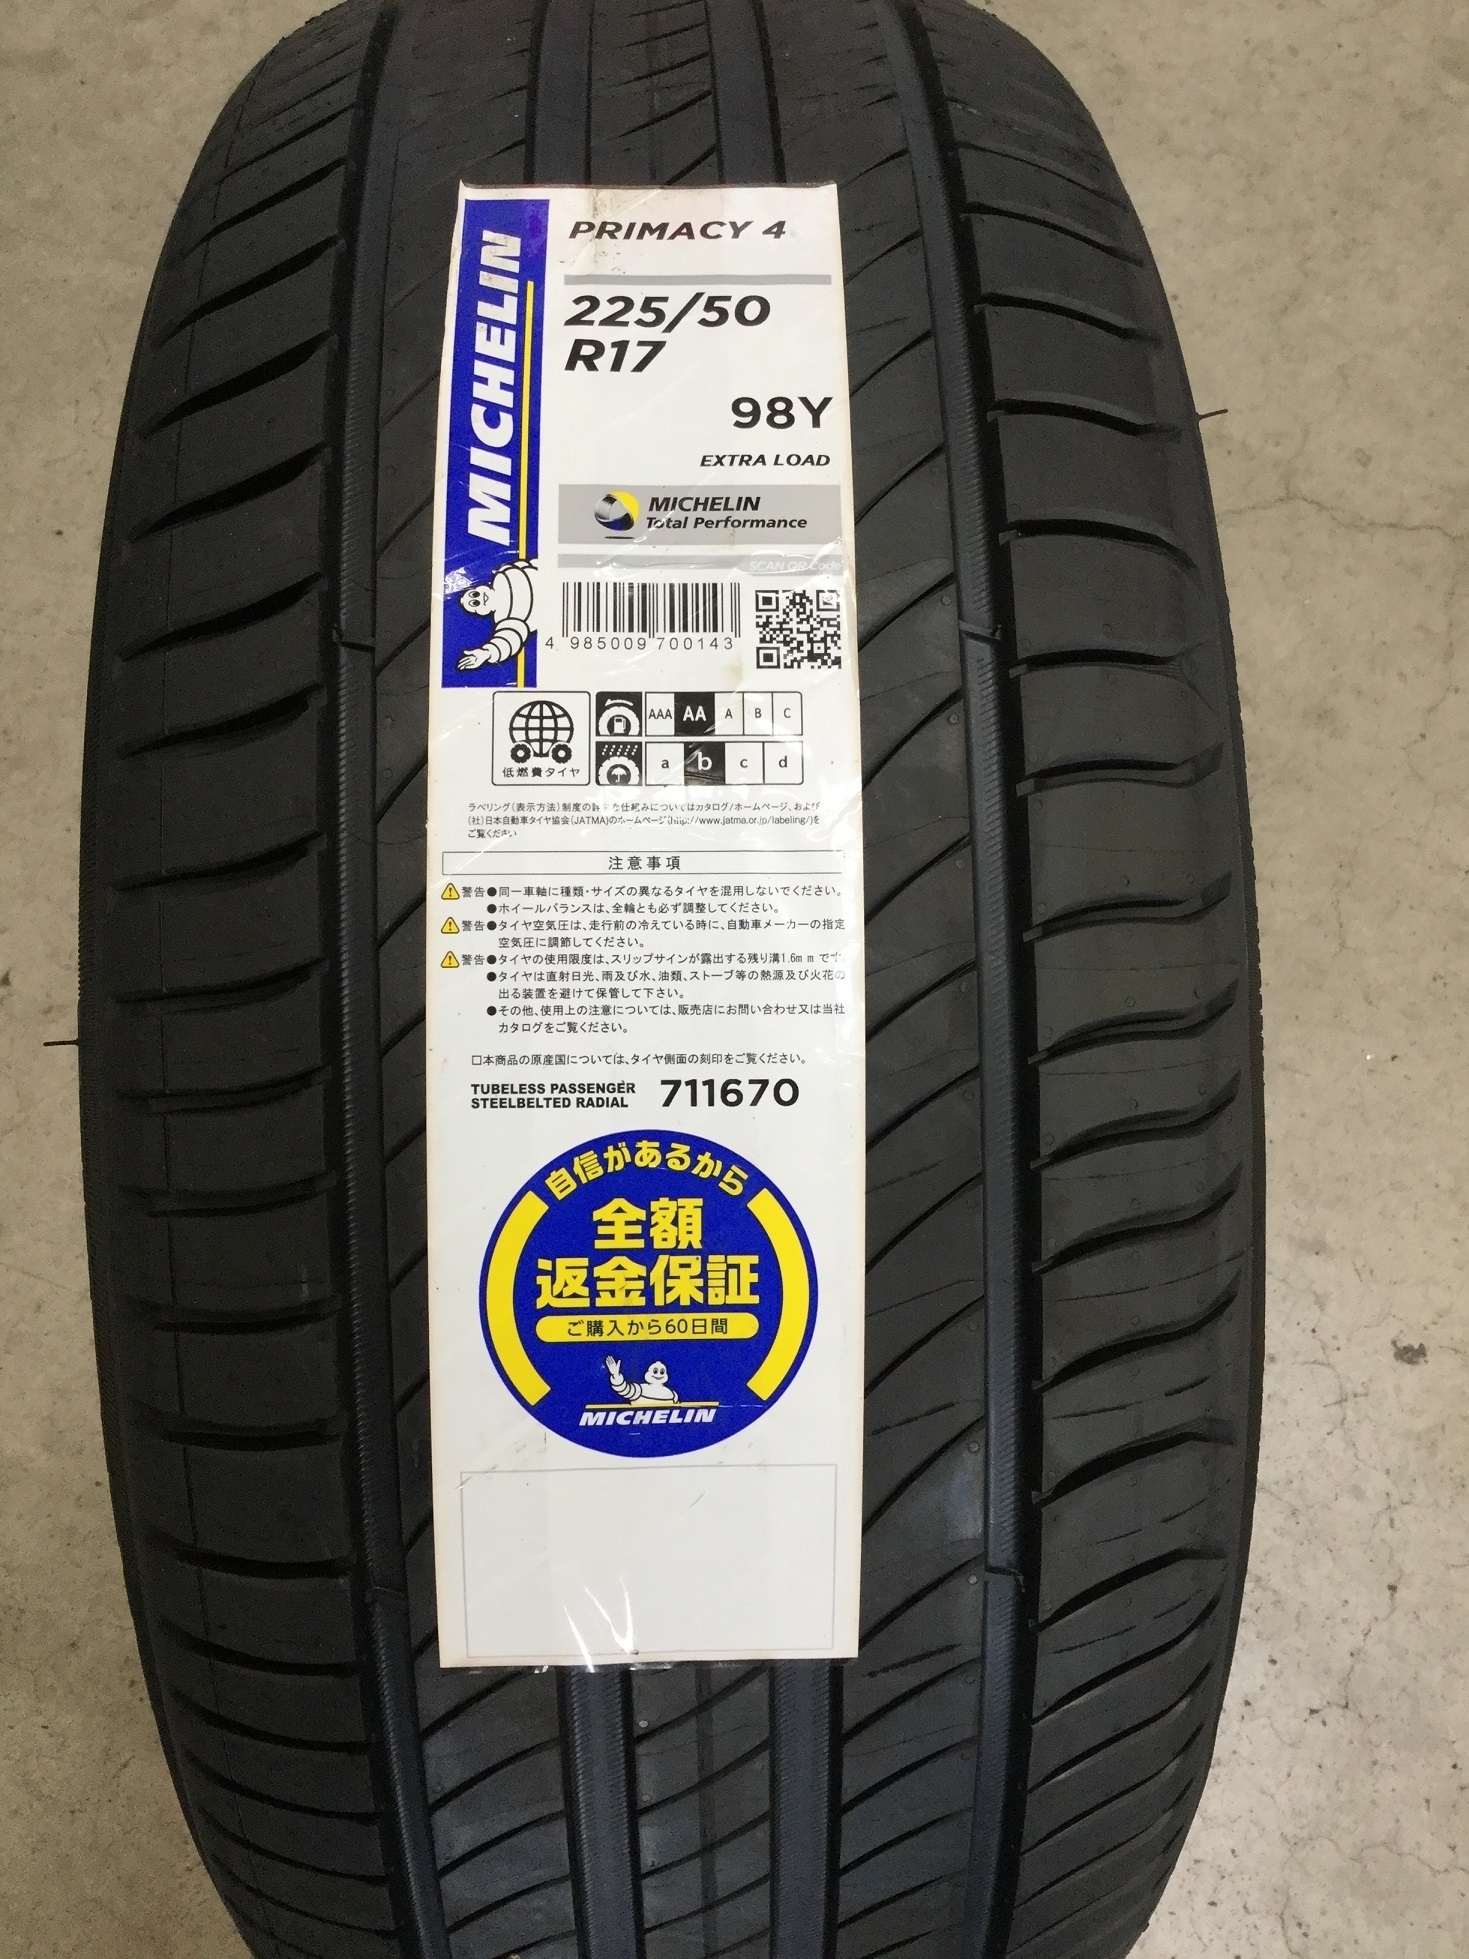 MICHELIN
PRIMACY 4
225/50
R17
98Y
EXTRA LOAD
MICHELIN
Total Performance
SCAN QR Code
4 985009 700143
低燃費タイヤ
AAA AA A B C
a b c d
ラベリング(表示方法)制度の詳細な仕組みについてはカタログ/ホームページ、および
(社)日本自動車タイヤ協会(JATMA)のホームページ(http://www.jatma.or.jp/labeling/)を
ご覧ください
注意事項
警告●同一車軸に種類・サイズの異なるタイヤを混用しないでください。
●ホイールバランスは、全輪とも必ず調整してください。
警告●タイヤ空気圧は、走行前の冷えている時に、自動車メーカーの指定
空気圧に調節してください。
警告●タイヤの使用限度は、スリップサインが露出する残り溝1.6mmです。
●タイヤは直射日光、雨及び水、油類、ストーブ等の熱源及び火花の
出る装置を避けて保管して下さい。
●その他、使用上の注意については、販売店にお問い合わせ又は当社
カタログをご覧ください。
□本商品の原産国については、タイヤ側面の刻印をご覧ください。
TUBELESS PASSENGER
STEELBELTED RADIAL
711670
自信があるから
全額
返金保証
ご購入から60日間
MICHELIN